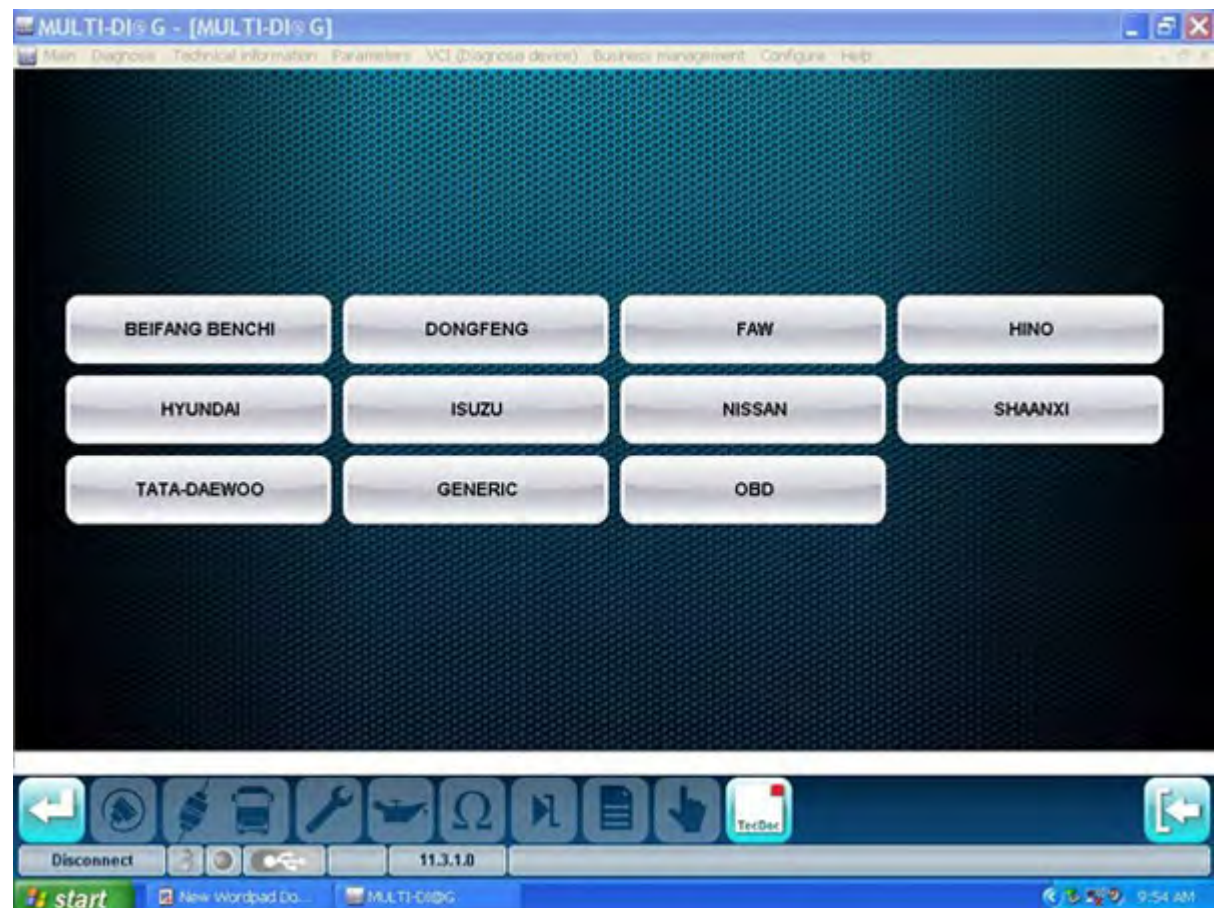 MULTI-DI@G - [MULTI-DI@G]
Main Diagnosis Technical information Parameters VCI (Diagnose device) Business management Configure Help
BEIFANG BENCHI DONGFENG FAW HINO
HYUNDAI ISUZU NISSAN SHAANXI
TATA-DAEWOO GENERIC OBD
TecDoc
Disconnect 11.3.1.0
start New Wordpad Do... MULTI-DI@G 9:54 AM